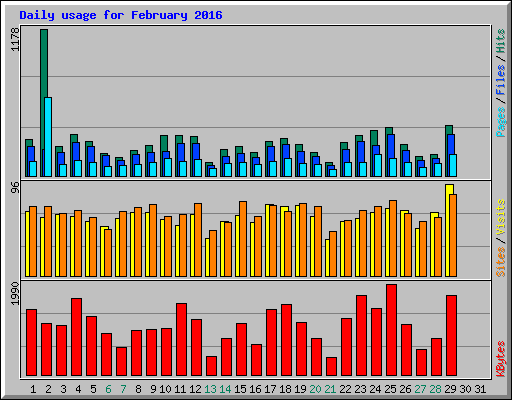 Daily usage for February 2016
1178
Pages / Files / Hits
96
Sites / Visits
1990
KBytes
1 2 3 4 5 6 7 8 9 10 11 12 13 14 15 16 17 18 19 20 21 22 23 24 25 26 27 28 29 30 31